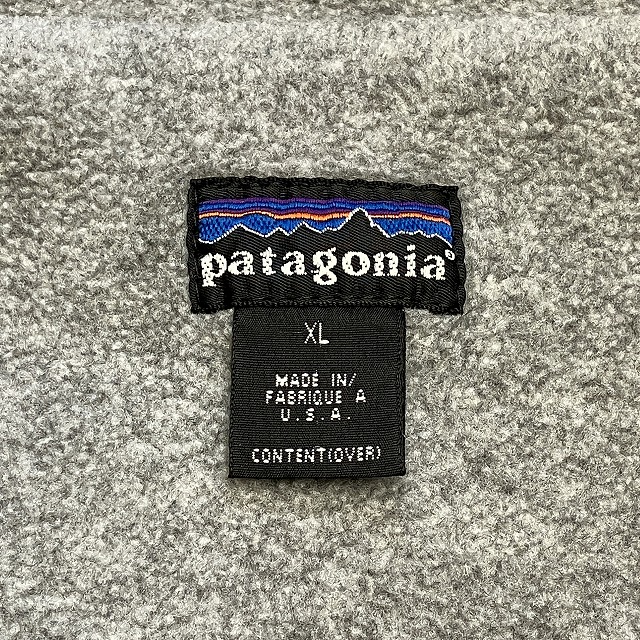 patagonia®
XL
MADE IN/
FABRIQUE A
U.S.A.
CONTENT(OVER)